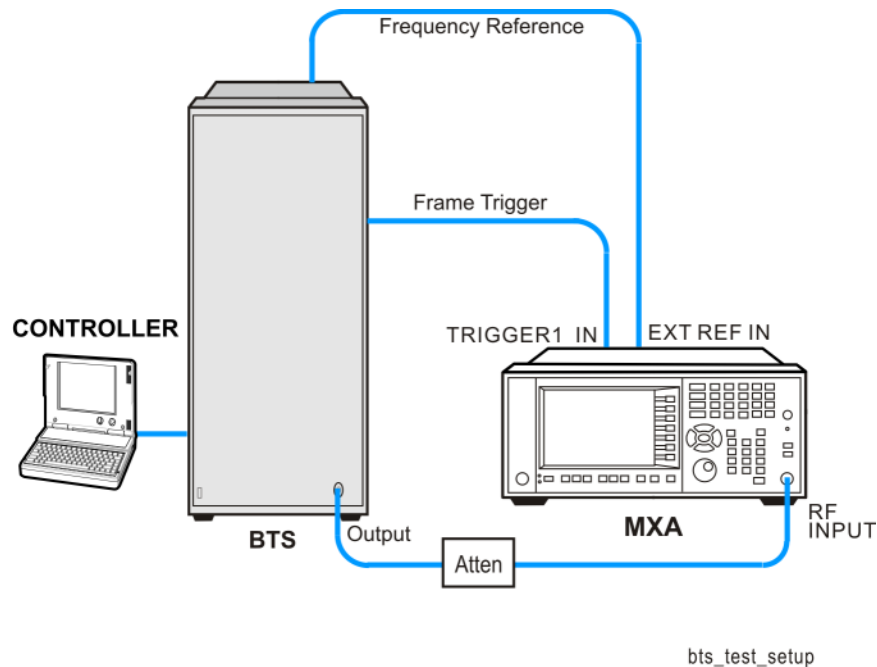 Frequency Reference
Frame Trigger
CONTROLLER
TRIGGER1 IN
EXT REF IN
BTS
Output
Atten
MXA
RF
INPUT
bts_test_setup